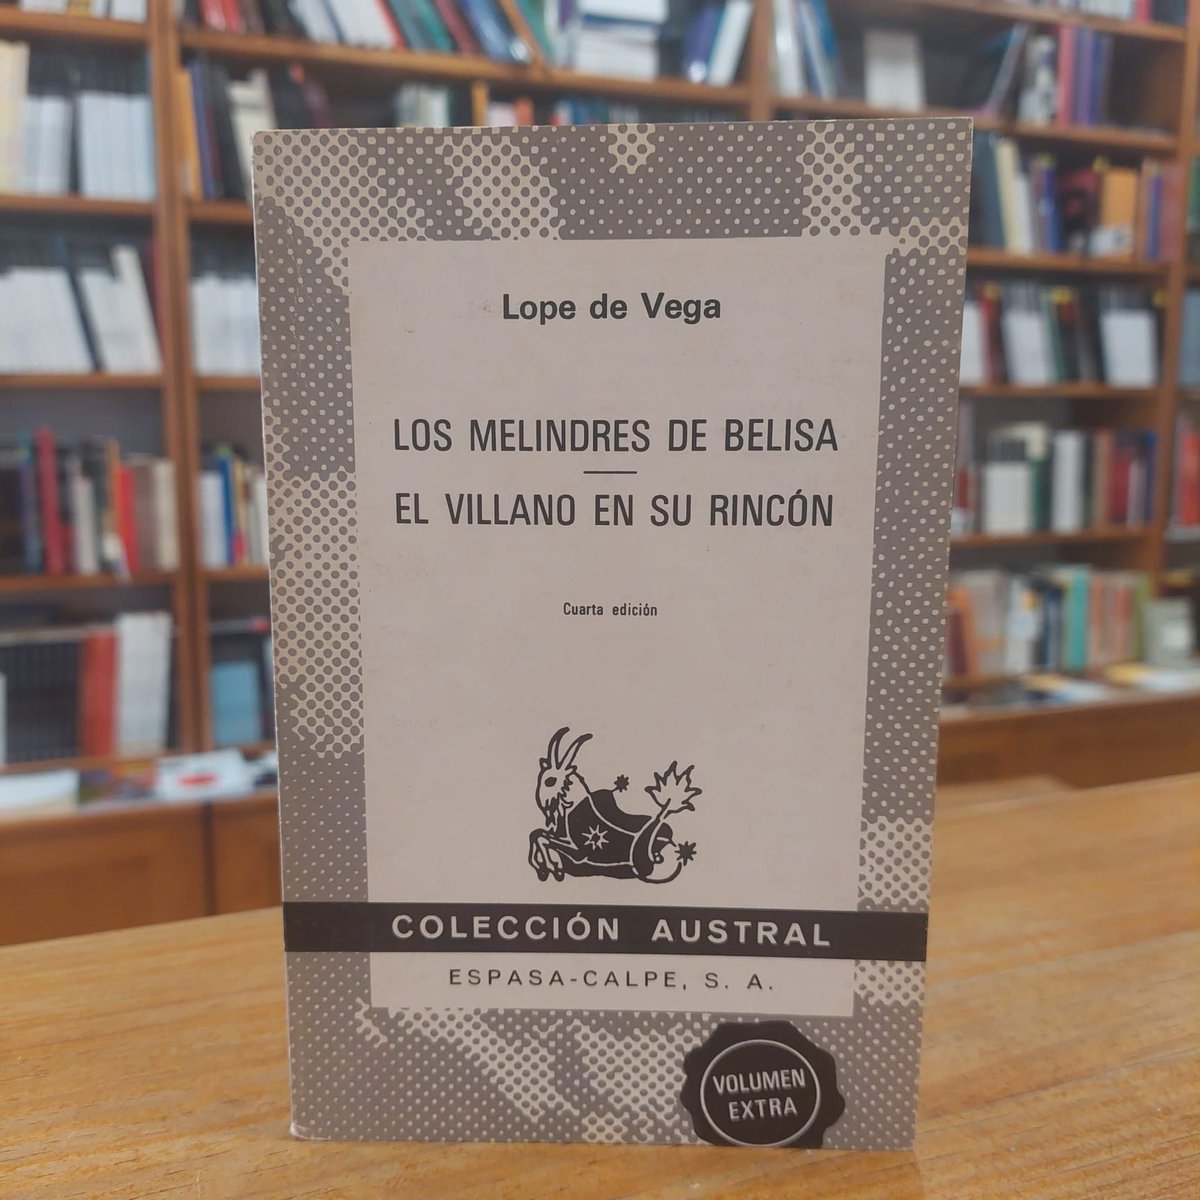 Lope de Vega
LOS MELINDRES DE BELISA
EL VILLANO EN SU RINCÓN
Cuarta edición
COLECCIÓN AUSTRAL
ESPASA-CALPE, S. A.
VOLUMEN
EXTRA